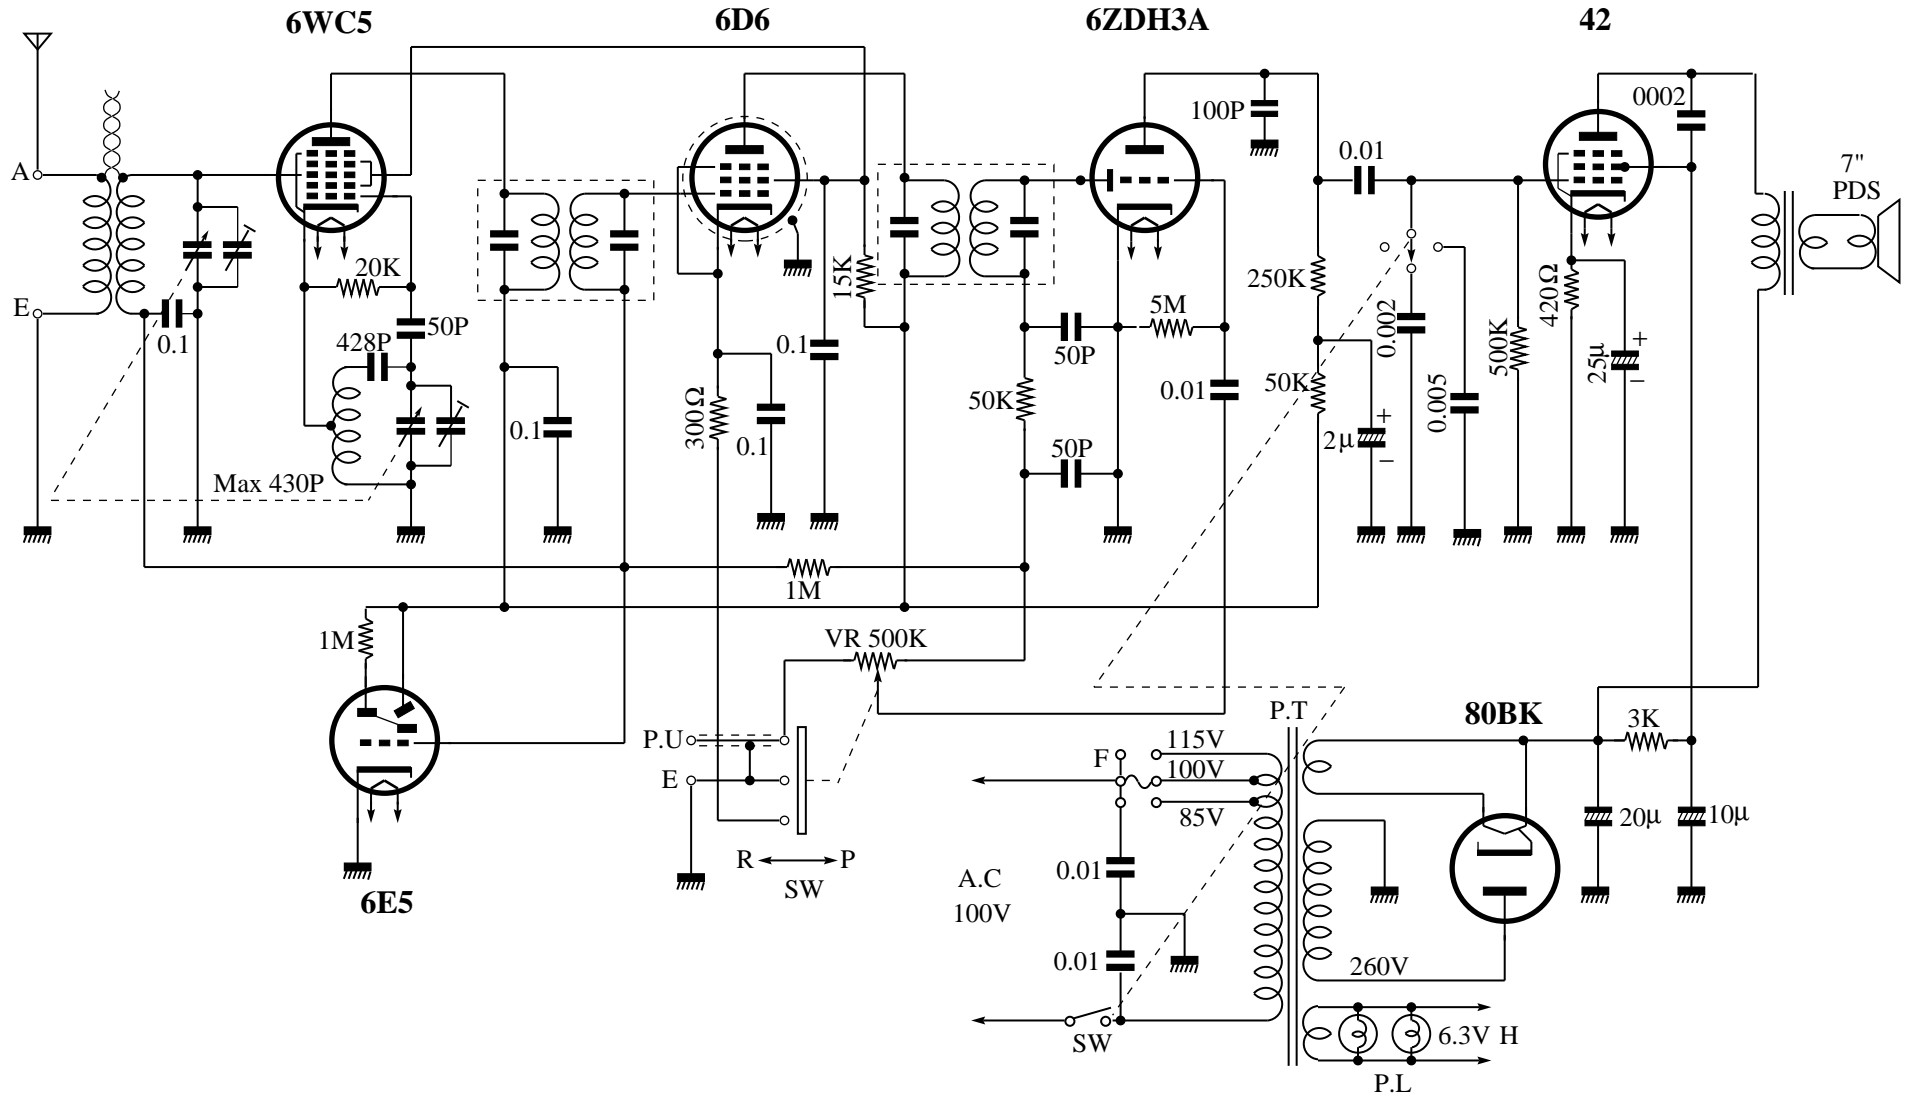 6WC5
6D6
6ZDH3A
42
A
E
0.1
20K
50P
428P
Max 430P
0.1
300Ω
0.1
0.1
15K
50P
50K
50P
5M
0.01
100P
250K
50K
2µ
+
–
0.01
0.002
0.005
500K
420Ω
25µ
+
–
0002
7"
PDS
1M
1M
VR 500K
6E5
P.U
E
R
P
SW
A.C
100V
F
115V
100V
85V
0.01
0.01
SW
P.T
260V
6.3V H
P.L
80BK
3K
20µ
10µ